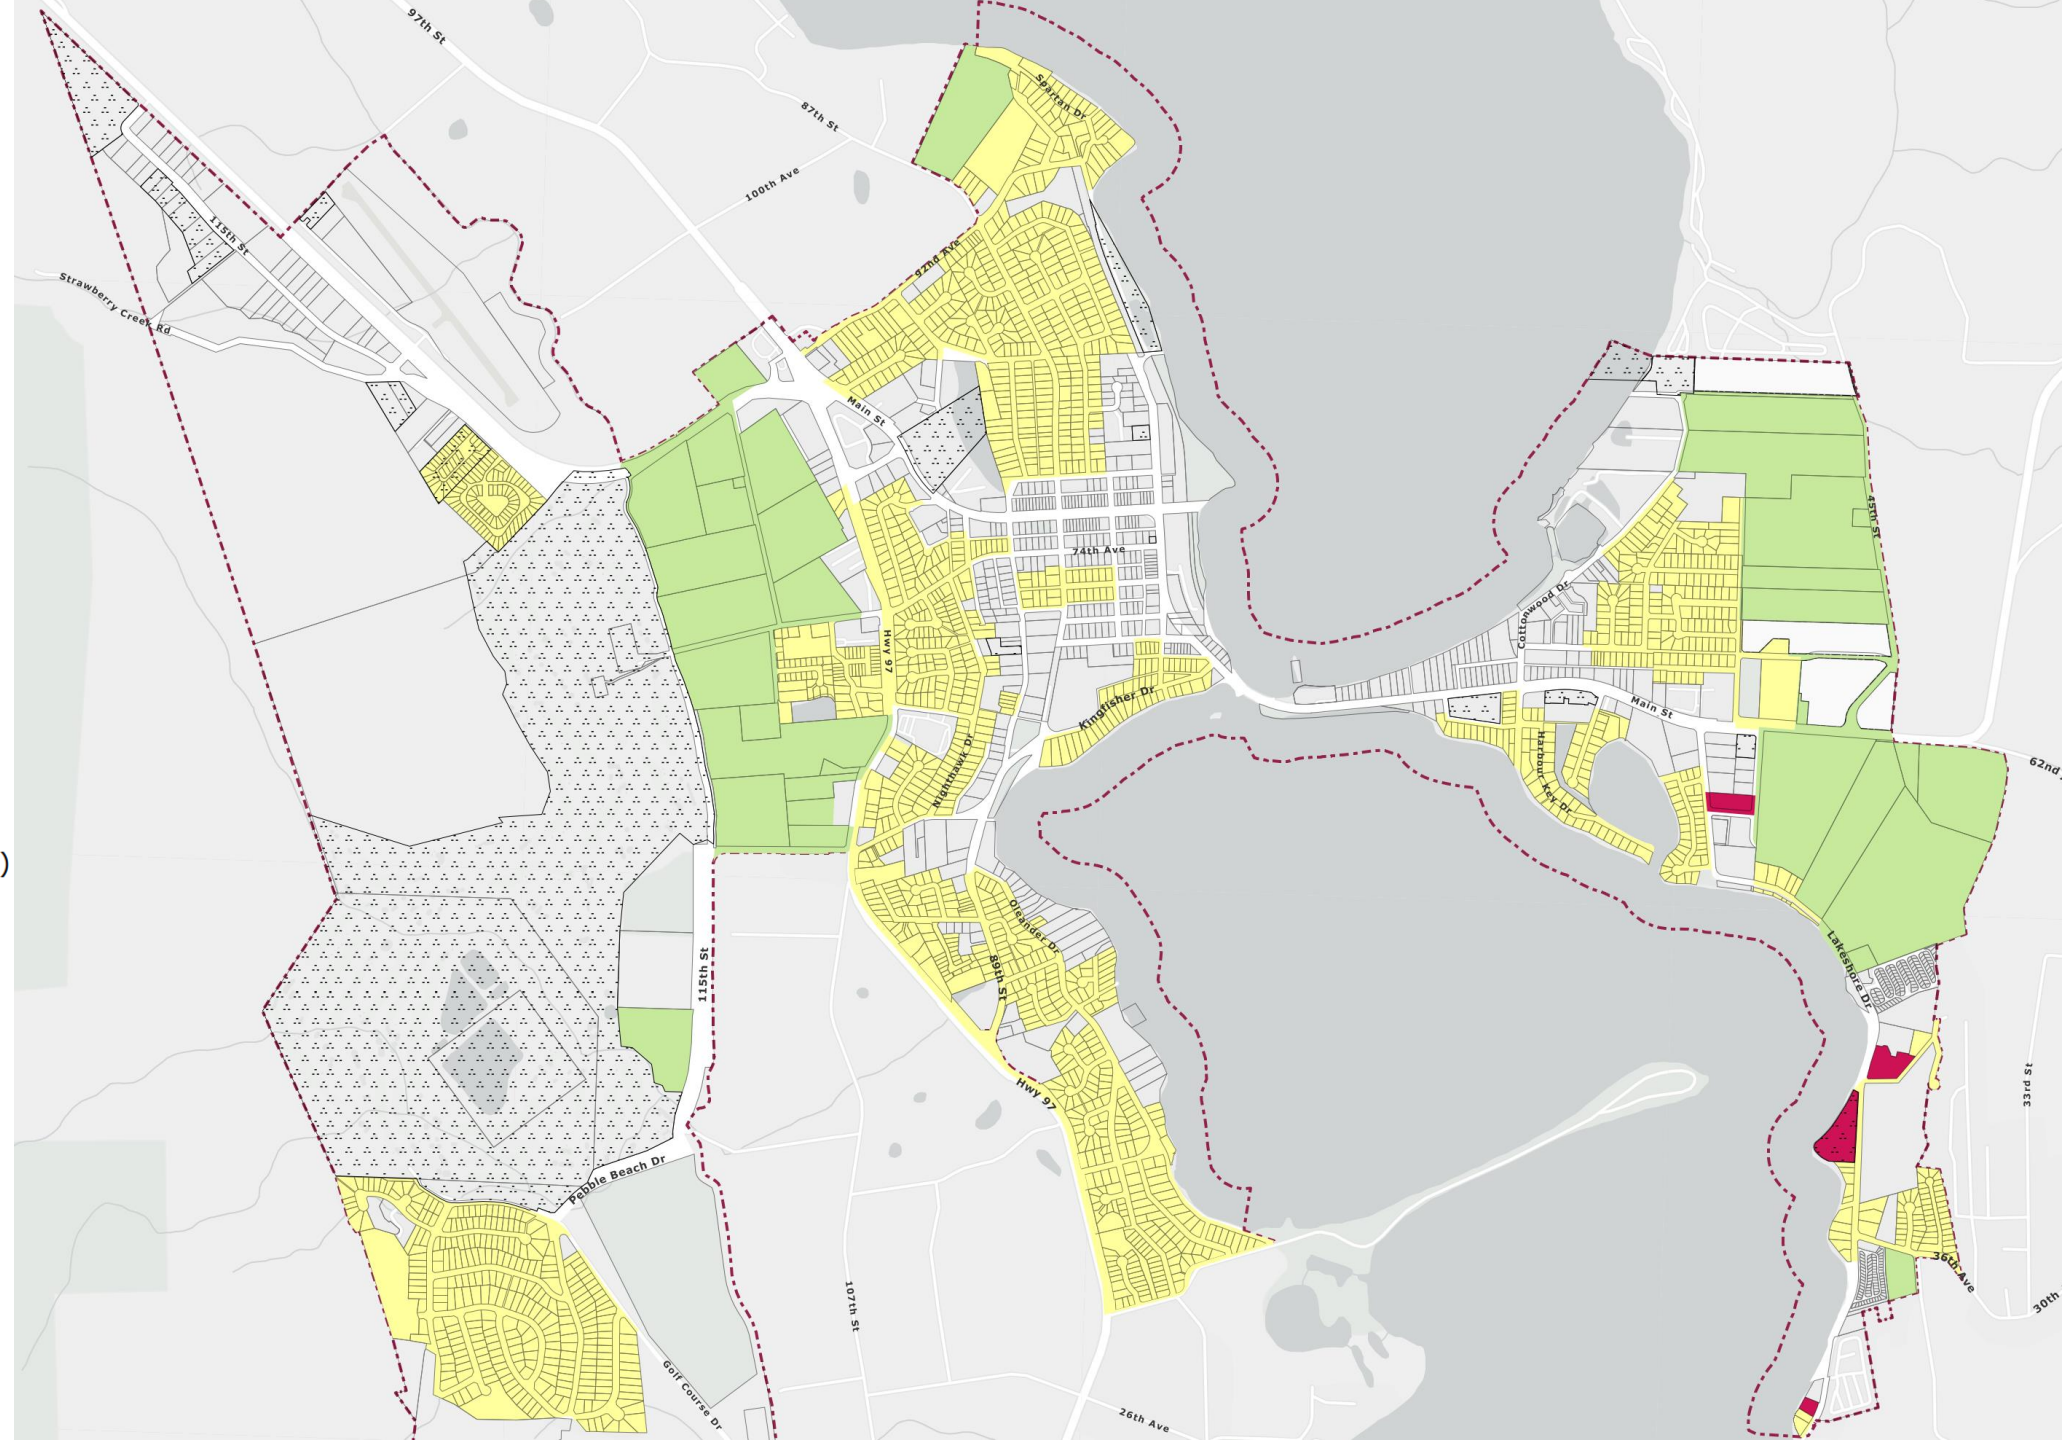 97th St
Spartan Dr
87th St
100th Ave
115th St
92nd Ave
Strawberry Creek Rd
Main St
45th St
74th Ave
Cottonwood Dr
Hwy 97
Kingfisher Dr
Main St
Harbour Key Dr
Nighthawk Dr
62nd
)
Oleander Dr
89th St
115th St
Lakeshore Dr
Hwy 97
33rd St
Pebble Beach Dr
36th Ave
107th St
30th
Golf Course Dr
26th Ave